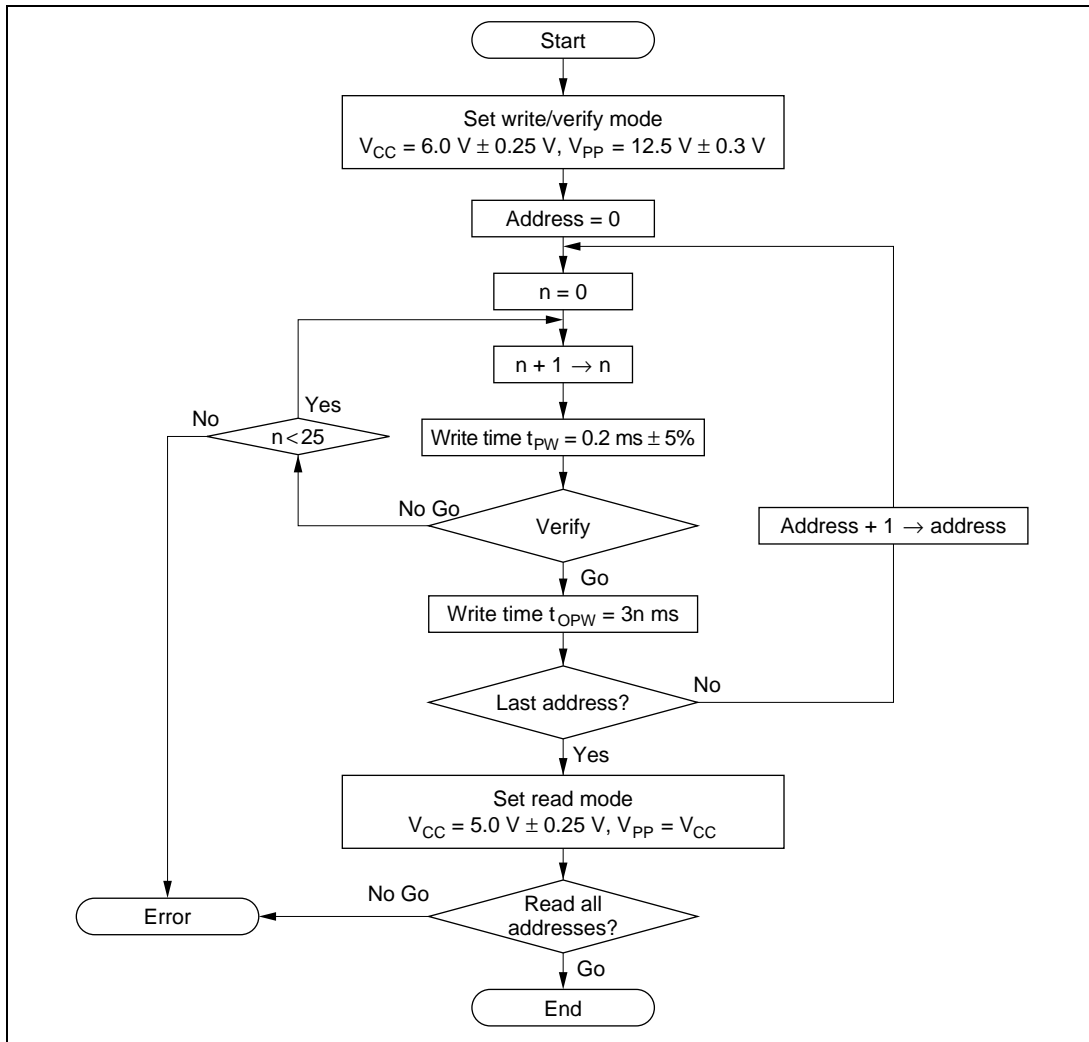 Start
Set write/verify mode
VCC = 6.0 V ± 0.25 V, VPP = 12.5 V ± 0.3 V
Address = 0
n = 0
n + 1 → n
Yes
No
n < 25
Write time tPW = 0.2 ms ± 5%
No Go
Verify
Address + 1 → address
Go
Write time tOPW = 3n ms
Last address?
No
Yes
Set read mode
VCC = 5.0 V ± 0.25 V, VPP = VCC
No Go
Read all
addresses?
Error
Go
End